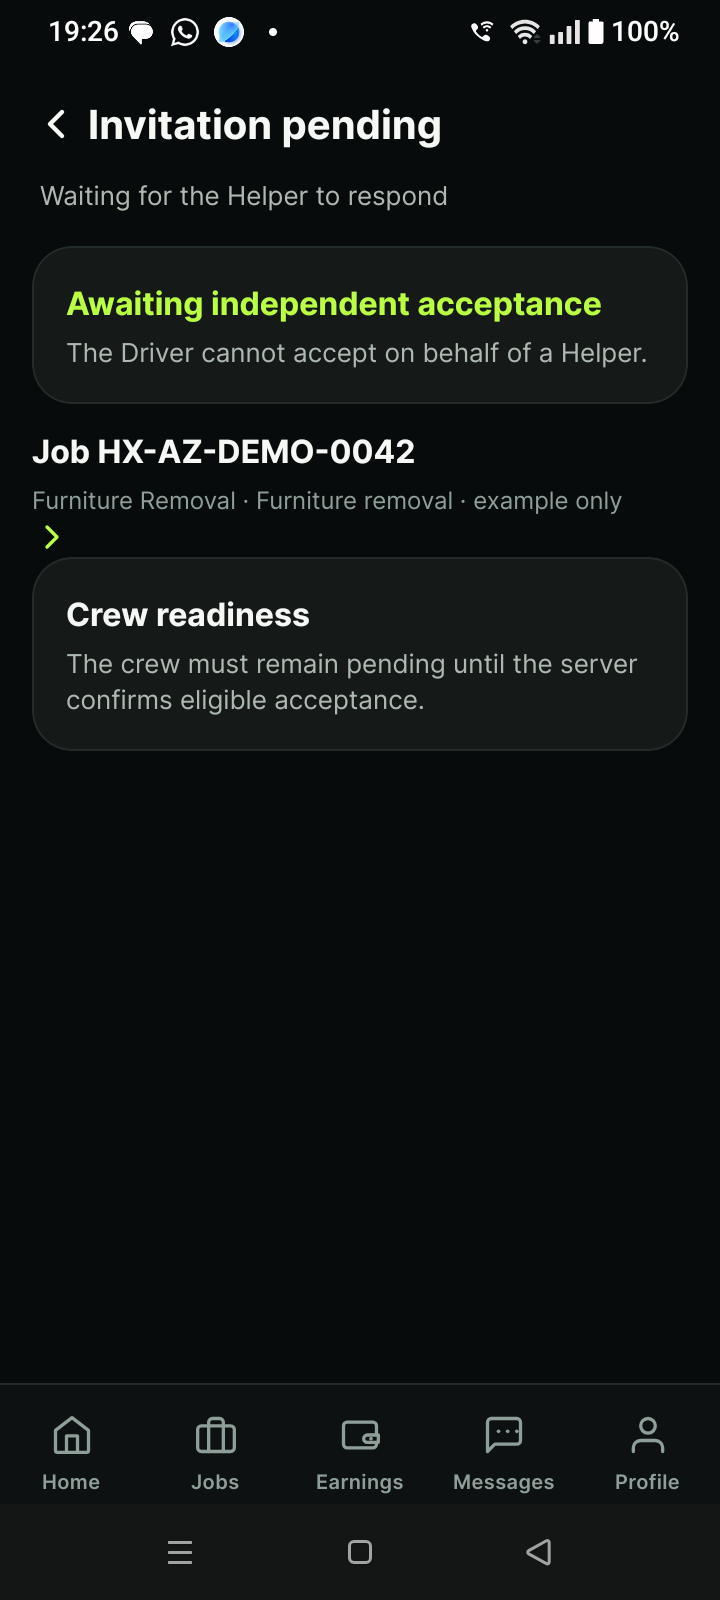 19:26
100%
Invitation pending
Waiting for the Helper to respond
Awaiting independent acceptance
The Driver cannot accept on behalf of a Helper.
Job HX-AZ-DEMO-0042
Furniture Removal · Furniture removal · example only
Crew readiness
The crew must remain pending until the server
confirms eligible acceptance.
Home
Jobs
Earnings
Messages
Profile